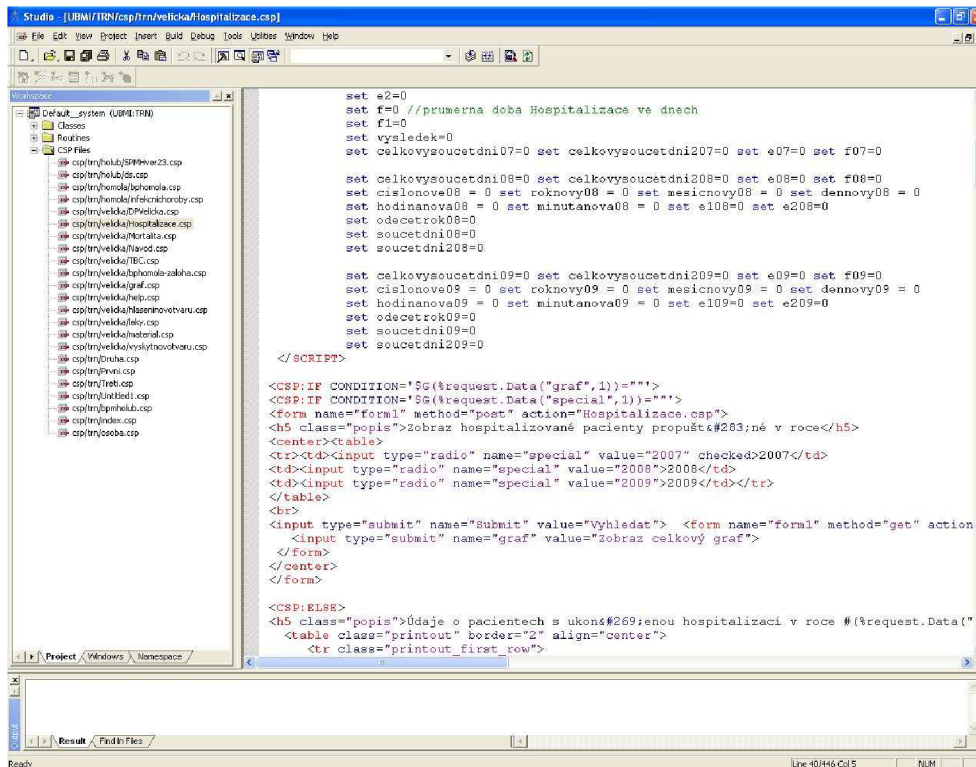 Studio - [UBMI/TRN/csp/trn/velicka/Hospitalizace.csp]
File Edit View Project Insert Build Debug Tools Utilities Window Help
Workspace
Default__system (UBMI:TRN)
Classes
Routines
CSP Files
csp/trn/holub/SPMHver23.csp
csp/trn/holub/ds.csp
csp/trn/homola/bphomola.csp
csp/trn/homola/infekcnichoroby.csp
csp/trn/velicka/DPVelicka.csp
csp/trn/velicka/Hospitalizace.csp
csp/trn/velicka/Mortalita.csp
csp/trn/velicka/Navod.csp
csp/trn/velicka/TBC.csp
csp/trn/velicka/bphomola-zaloha.csp
csp/trn/velicka/graf.csp
csp/trn/velicka/help.csp
csp/trn/velicka/hlaseninovotvaru.csp
csp/trn/velicka/leky.csp
csp/trn/velicka/material.csp
csp/trn/velicka/vyskytnovotvaru.csp
csp/trn/Druha.csp
csp/trn/Prvni.csp
csp/trn/Treti.csp
csp/trn/Untitled1.csp
csp/trn/bpmholub.csp
csp/trn/index.csp
csp/trn/osoba.csp
Project Windows Namespace
set e2=0
set f=0 //prumerna doba Hospitalizace ve dnech
set f1=0
set vysledek=0
set celkovysoucetdni07=0 set celkovysoucetdni207=0 set e07=0 set f07=0
set celkovysoucetdni08=0 set celkovysoucetdni208=0 set e08=0 set f08=0
set cislonove08 = 0 set roknovy08 = 0 set mesicnovy08 = 0 set dennovy08 = 0
set hodinanova08 = 0 set minutanova08 = 0 set e108=0 set e208=0
set odecetrok08=0
set soucetdni08=0
set soucetdni208=0
set celkovysoucetdni09=0 set celkovysoucetdni209=0 set e09=0 set f09=0
set cislonove09 = 0 set roknovy09 = 0 set mesicnovy09 = 0 set dennovy09 = 0
set hodinanova09 = 0 set minutanova09 = 0 set e109=0 set e209=0
set odecetrok09=0
set soucetdni09=0
set soucetdni209=0
</SCRIPT>
<CSP:IF CONDITION='$G(%request.Data("graf",1))=""'>
<CSP:IF CONDITION='$G(%request.Data("special",1))=""'>
<form name="form1" method="post" action="Hospitalizace.csp">
<h5 class="popis">Zobraz hospitalizované pacienty propušt&#283;né v roce</h5>
<center><table>
<tr><td><input type="radio" name="special" value="2007" checked>2007</td>
<td><input type="radio" name="special" value="2008">2008</td>
<td><input type="radio" name="special" value="2009">2009</td></tr>
</table>
<br>
<input type="submit" name="Submit" value="Vyhledat"> <form name="form1" method="get" action
<input type="submit" name="graf" value="Zobraz celkový graf">
</form>
</center>
</form>
<CSP:ELSE>
<h5 class="popis">Údaje o pacientech s ukon&#269;enou hospitalizací v roce #(%request.Data("
<table class="printout" border="2" align="center">
<tr class="printout_first_row">
Output
Result Find In Files
Ready
Line 40/446 Col 5
NUM